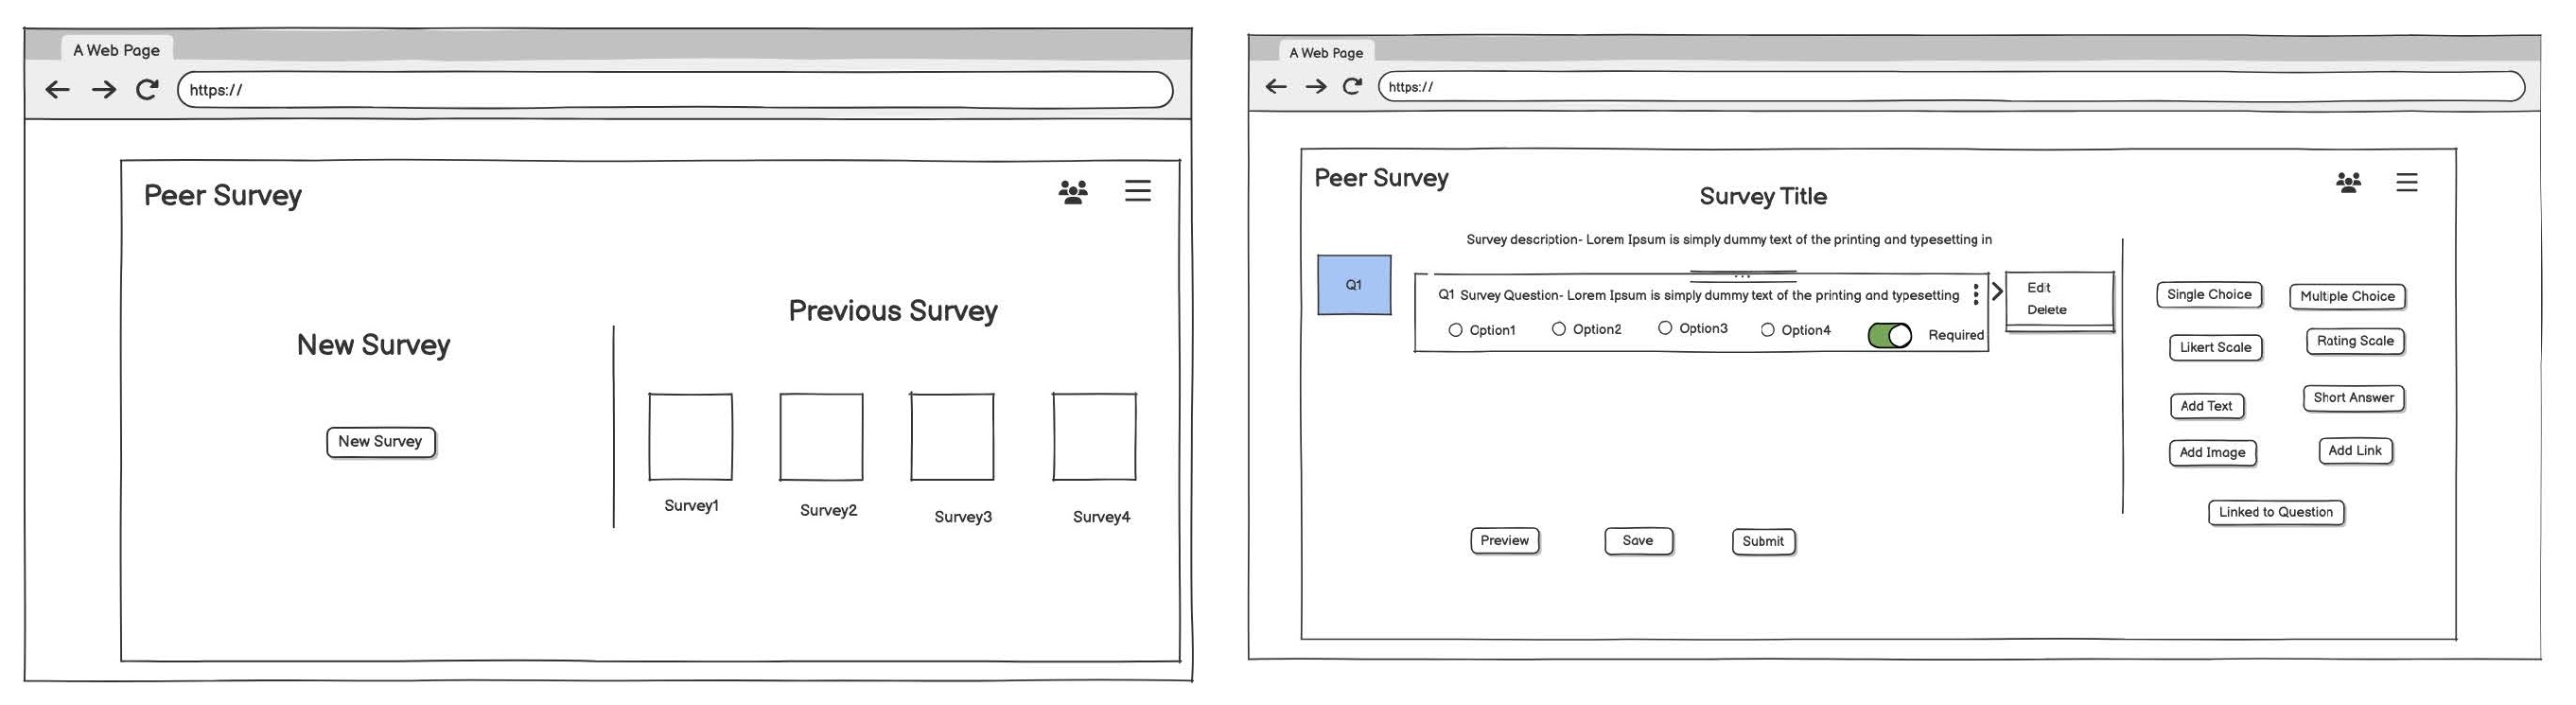 A Web Page
https://
Peer Survey
New Survey
New Survey
Previous Survey
Survey1
Survey2
Survey3
Survey4
A Web Page
https://
Peer Survey
Survey Title
Survey description- Lorem Ipsum is simply dummy text of the printing and typesetting in
Q1
Q1 Survey Question- Lorem Ipsum is simply dummy text of the printing and typesetting
Option1 Option2 Option3 Option4 Required
Edit
Delete
Single Choice
Multiple Choice
Likert Scale
Rating Scale
Add Text
Short Answer
Add Image
Add Link
Linked to Question
Preview
Save
Submit